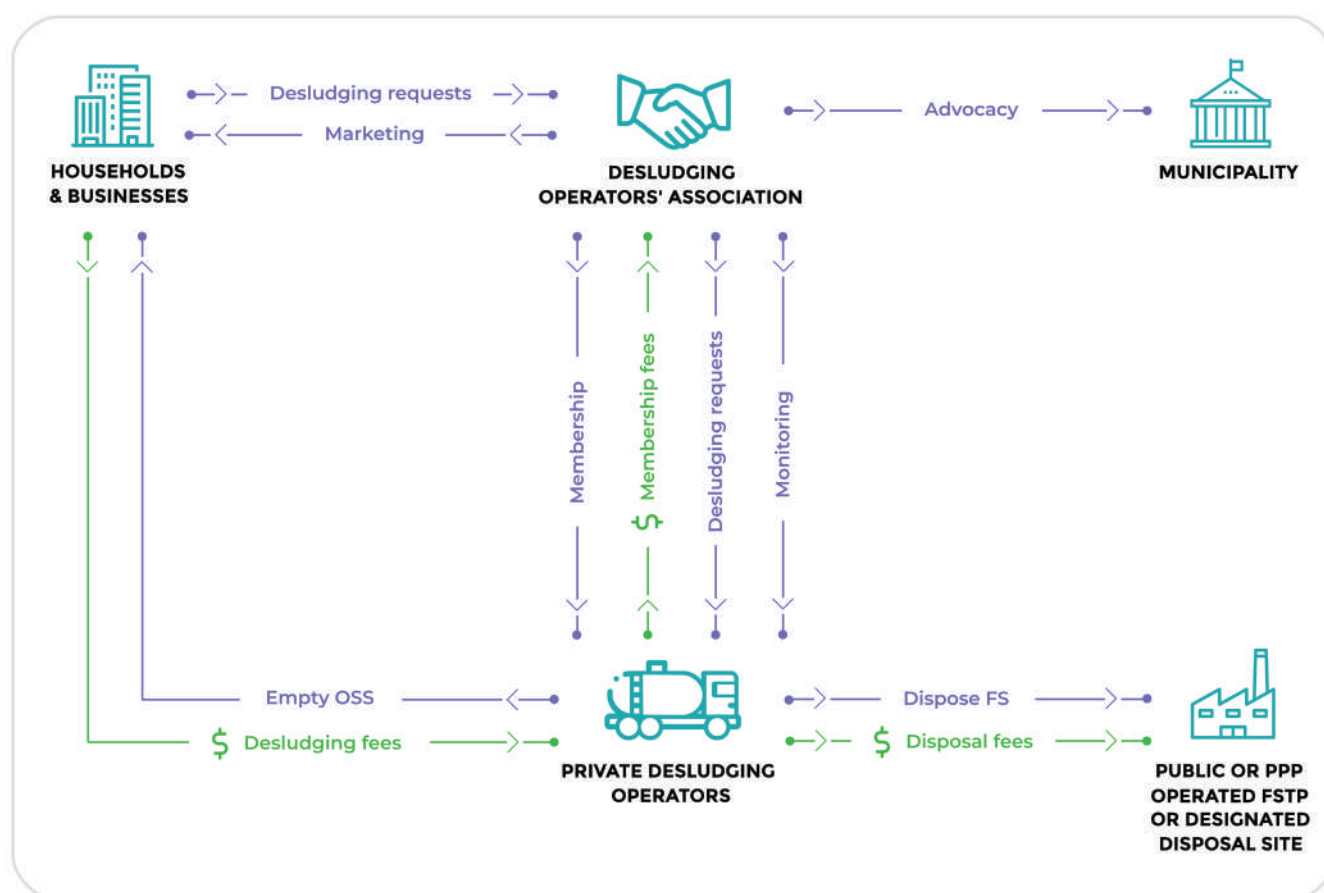 Desludging requests
Marketing
Advocacy
HOUSEHOLDS
& BUSINESSES
DESLUDGING
OPERATORS' ASSOCIATION
MUNICIPALITY
Membership
$ Membership fees
Desludging requests
Monitoring
Empty OSS
$ Desludging fees
Dispose FS
$ Disposal fees
PRIVATE DESLUDGING
OPERATORS
PUBLIC OR PPP
OPERATED FSTP
OR DESIGNATED
DISPOSAL SITE